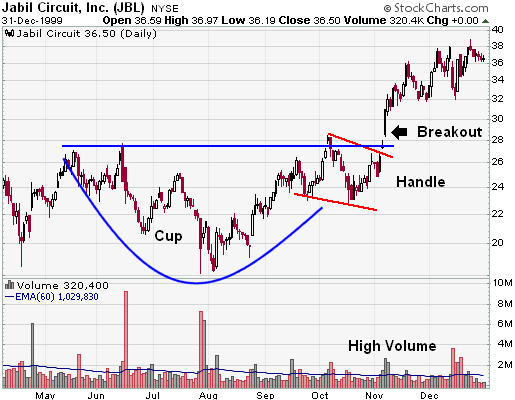 Jabil Circuit, Inc. (JBL) NYSE © StockCharts.com
31-Dec-1999 Open 36.59 High 36.97 Low 36.19 Close 36.50 Volume 320.4K Chg +0.00
Jabil Circuit 36.50 (Daily)
40
38
36
34
32
30
28
26
24
22
20
Breakout
Handle
Cup
Volume 320,400
EMA(60) 1,029,830
10M
8M
6M
4M
2M
High Volume
May Jun Jul Aug Sep Oct Nov Dec